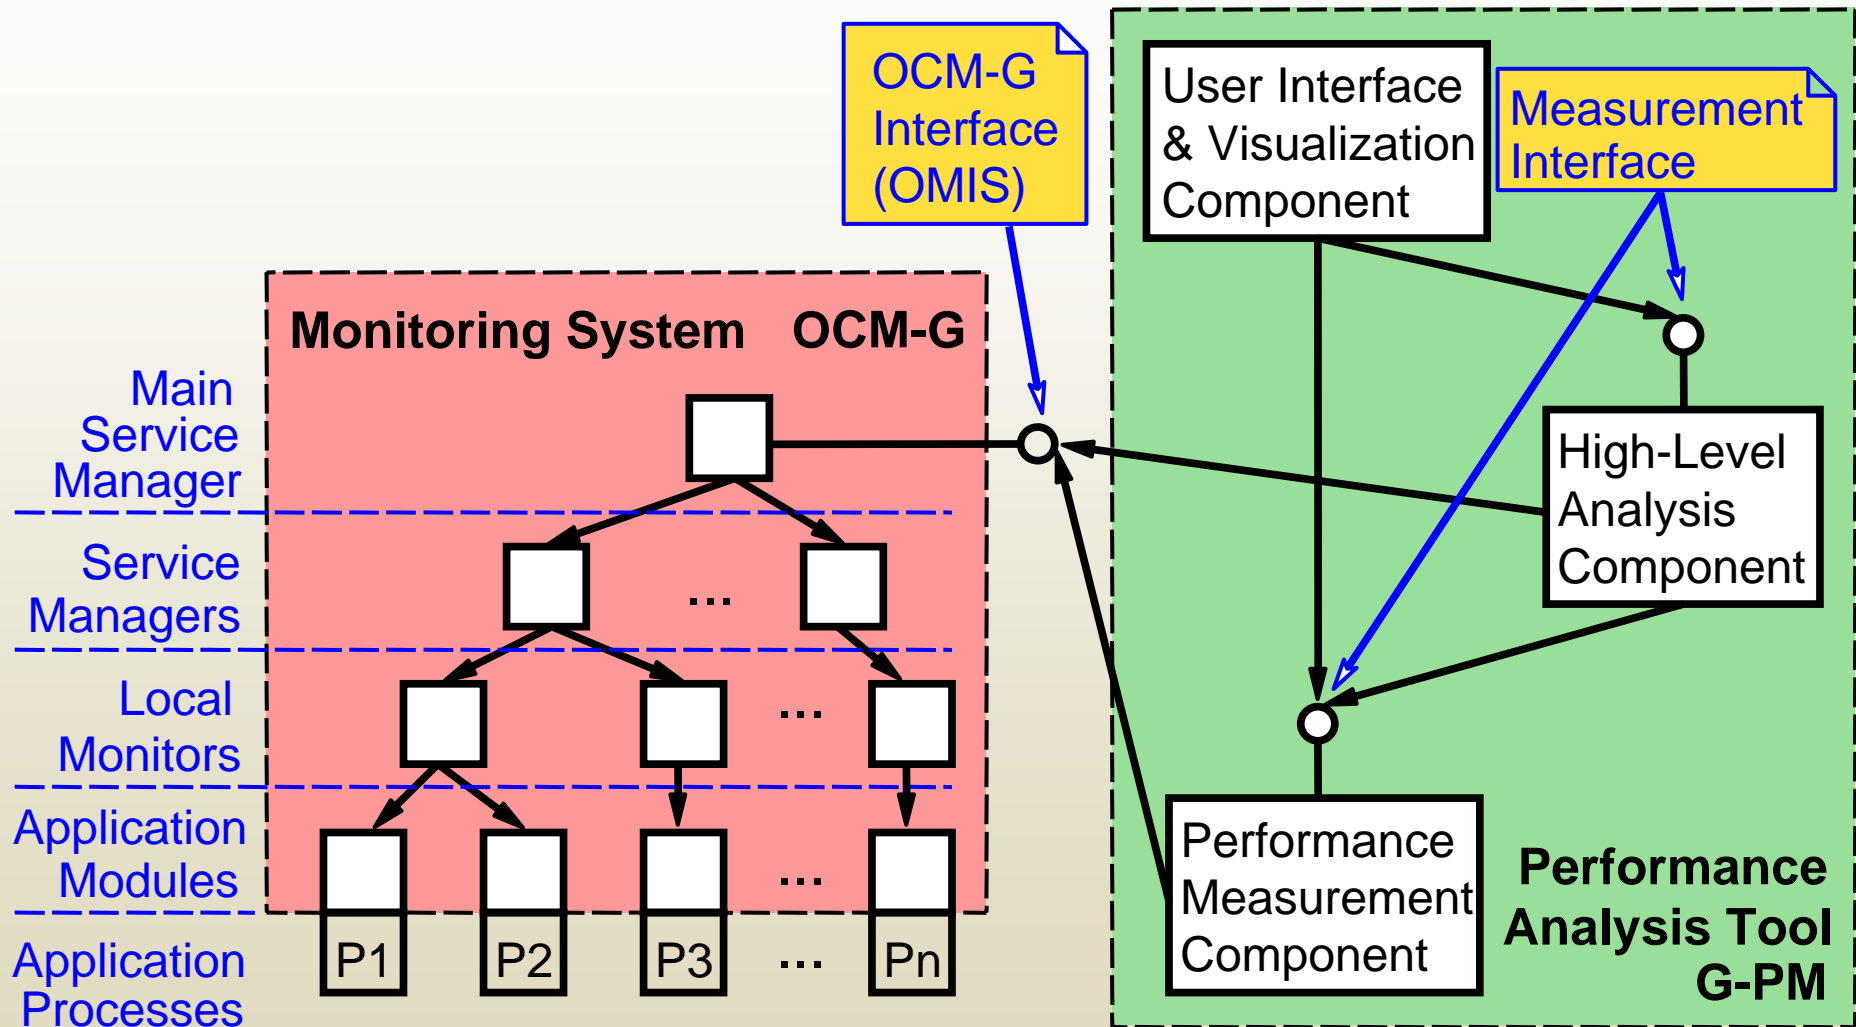 OCM-G
Interface
(OMIS)
User Interface
& Visualization
Component
Measurement
Interface
Monitoring System OCM-G
Main
Service
Manager
Service
Managers
...
Local
Monitors
...
Application
Modules
...
Application
Processes
P1
P2
P3
...
Pn
High-Level
Analysis
Component
Performance
Measurement
Component
Performance
Analysis Tool
G-PM